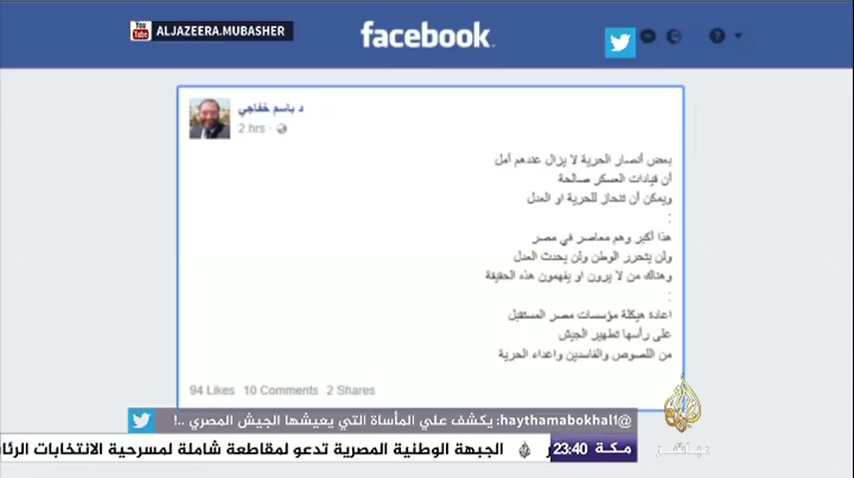 You Tube ALJAZEERA.MUBASHER
facebook
د باسم خفاجي
2 hrs ·
بعض أنصار الحرية لا يزال عندهم أمل
أن قيادات العسكر صالحة
ويمكن أن تنحاز للحرية او العدل
:
هذا أكبر وهم معاصر في مصر
ولن يتحرر الوطن ولن يحدث العدل
وهناك من لا يرون او يفهمون هذه الحقيقة
:
اعادة هيكلة مؤسسات مصر المستقبل
على رأسها تطهير الجيش
من اللصوص والفاسدين واعداء الحرية
94 Likes 10 Comments 2 Shares
@haythamabokhal1: يكشف علي المأساة التي يعيشها الجيش المصري ..!
مكة 23:40
الجبهة الوطنية المصرية تدعو لمقاطعة شاملة لمسرحية الانتخابات الرئا
مباشر